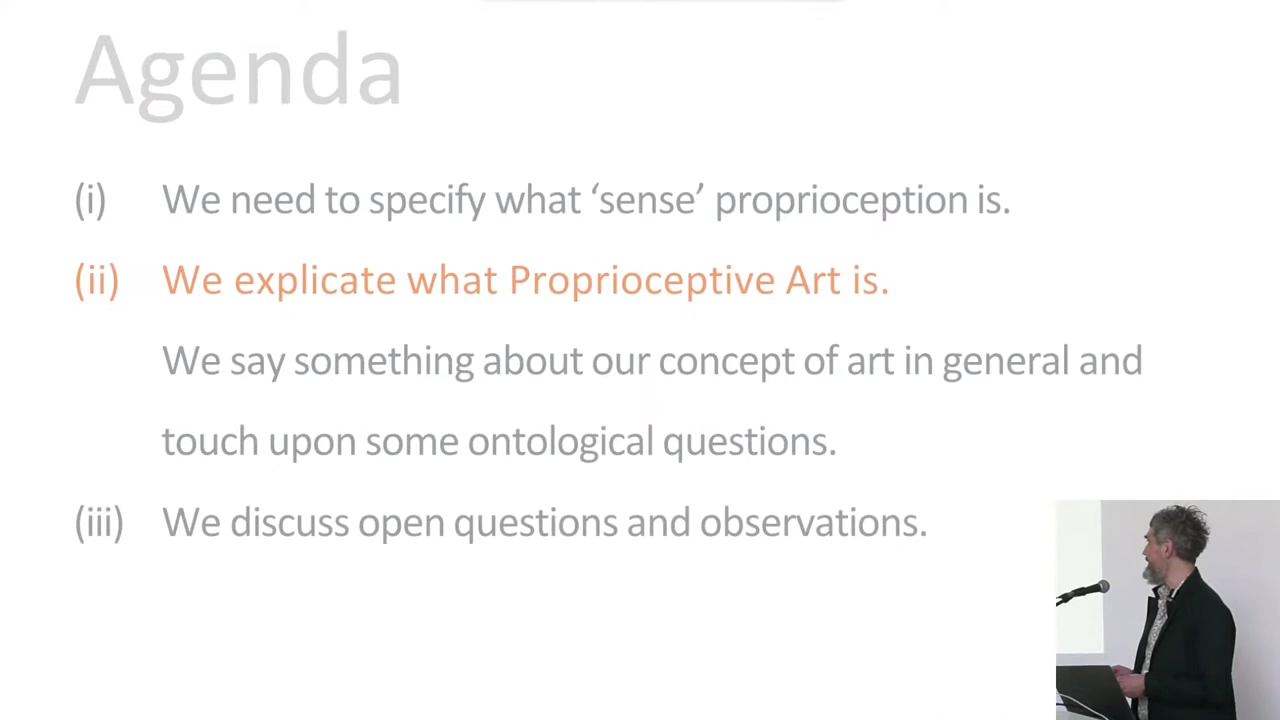 Agenda
(i) We need to specify what ‘sense’ proprioception is.
(ii) We explicate what Proprioceptive Art is.
We say something about our concept of art in general and
touch upon some ontological questions.
(iii) We discuss open questions and observations.